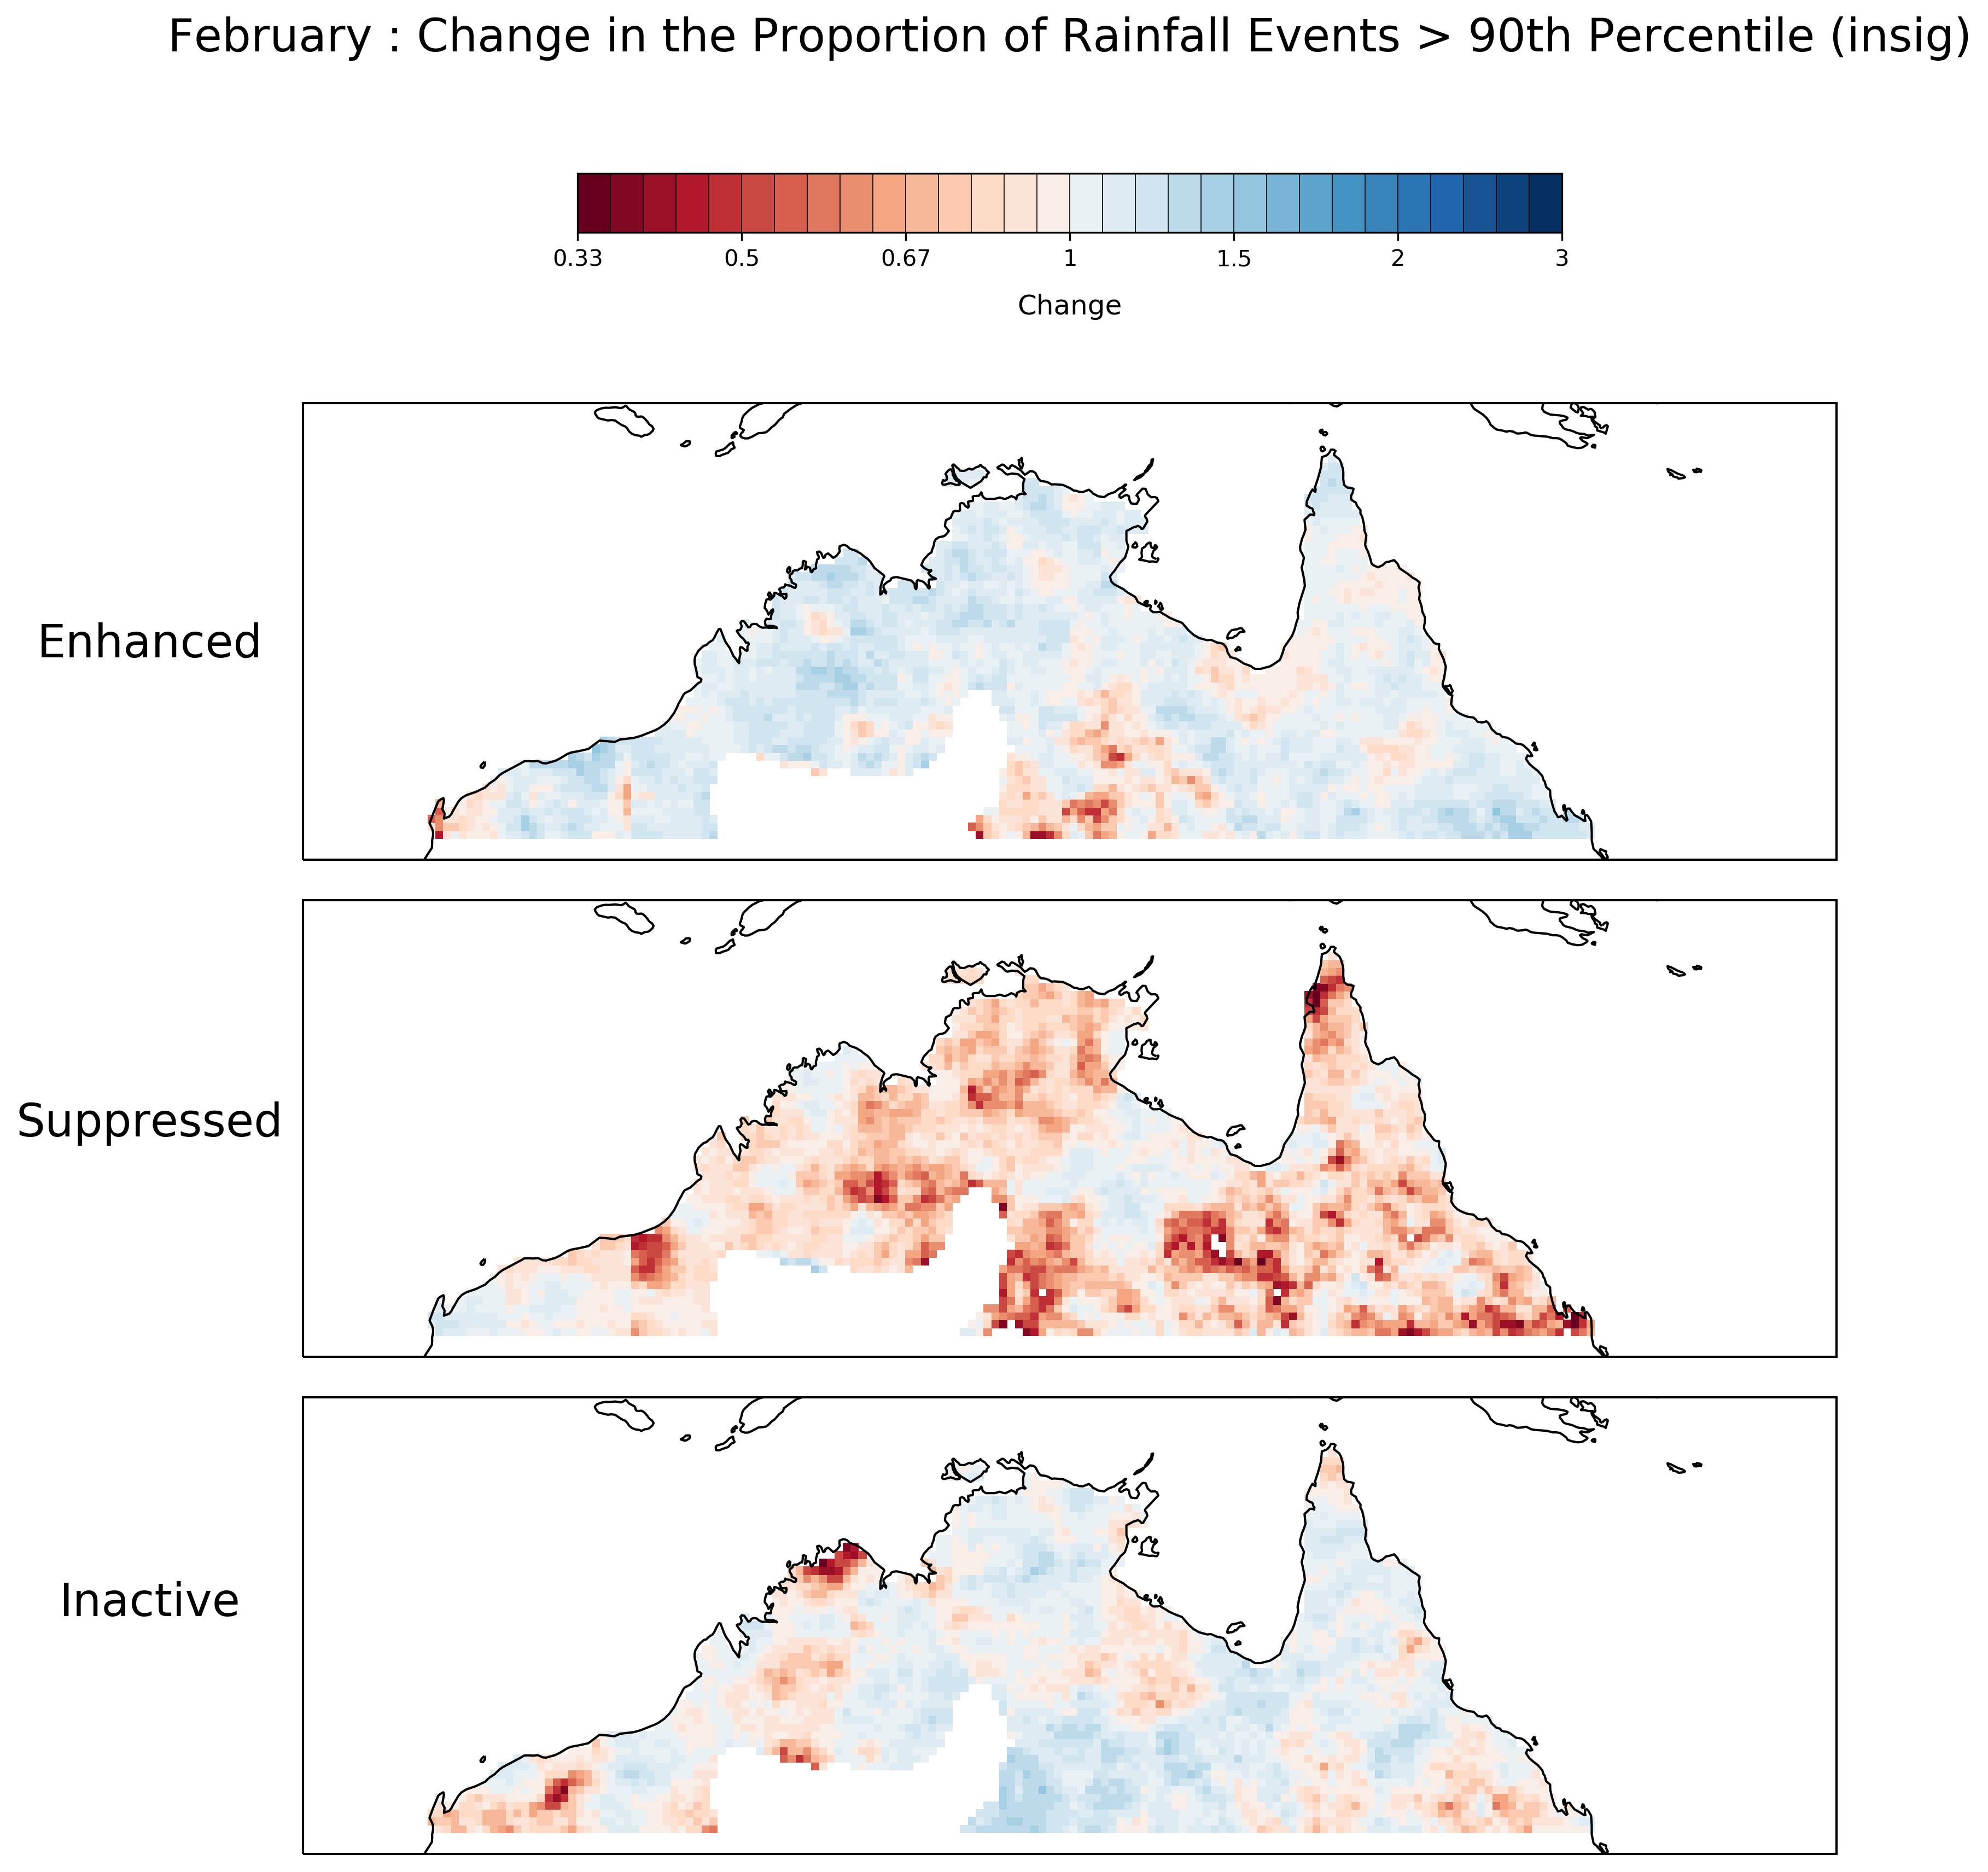 February : Change in the Proportion of Rainfall Events > 90th Percentile (insig)
0.33 0.5 0.67 1 1.5 2 3
Change
Enhanced
Suppressed
Inactive